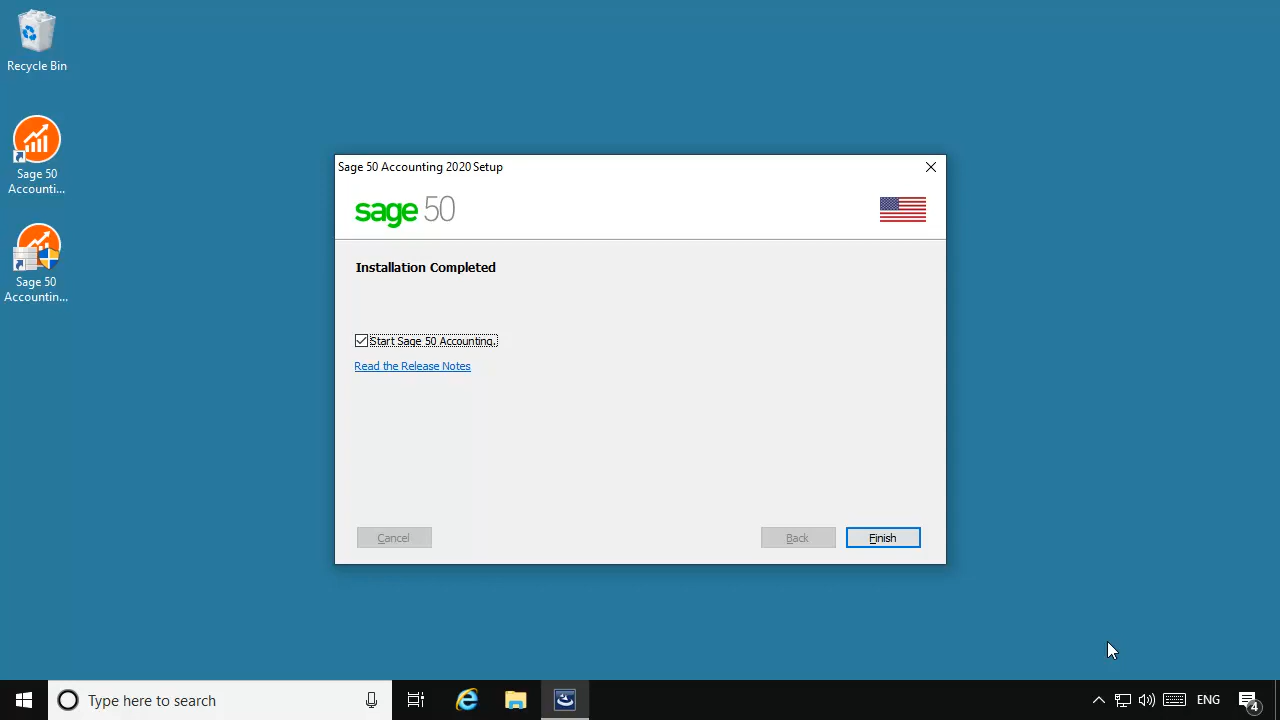 Recycle Bin
Sage 50
Accounti...
Sage 50
Accountin...
Sage 50 Accounting 2020 Setup
sage 50
Installation Completed
Start Sage 50 Accounting.
Read the Release Notes
Cancel
Back
Finish
Type here to search
ENG
4